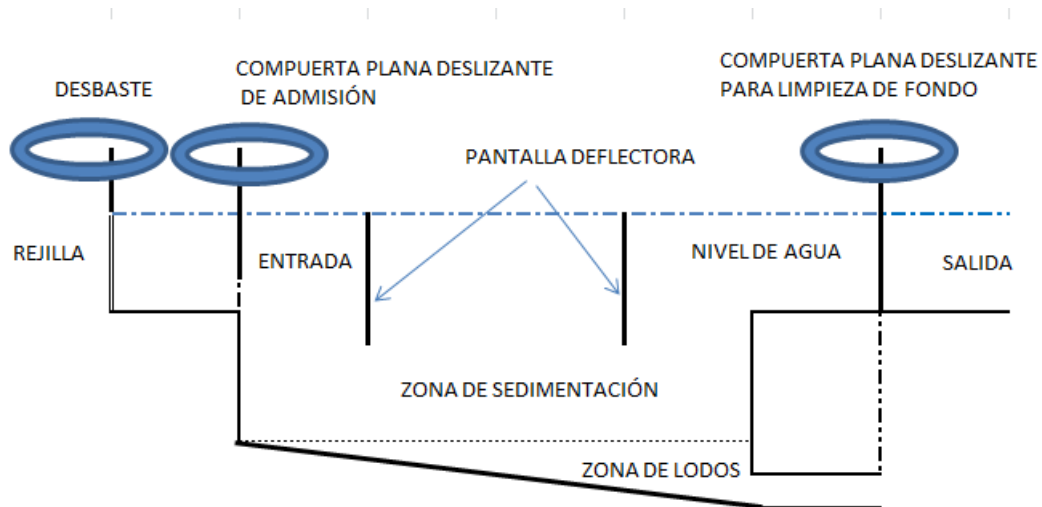 DESBASTE
COMPUERTA PLANA DESLIZANTE
DE ADMISIÓN
COMPUERTA PLANA DESLIZANTE
PARA LIMPIEZA DE FONDO
PANTALLA DEFLECTORA
REJILLA
ENTRADA
NIVEL DE AGUA
SALIDA
ZONA DE SEDIMENTACIÓN
ZONA DE LODOS